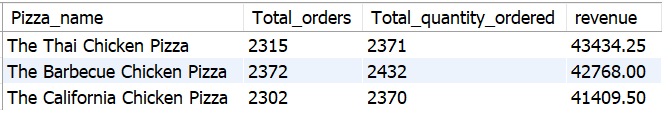 Pizza_name Total_orders Total_quantity_ordered revenue
The Thai Chicken Pizza 2315 2371 43434.25
The Barbecue Chicken Pizza 2372 2432 42768.00
The California Chicken Pizza 2302 2370 41409.50